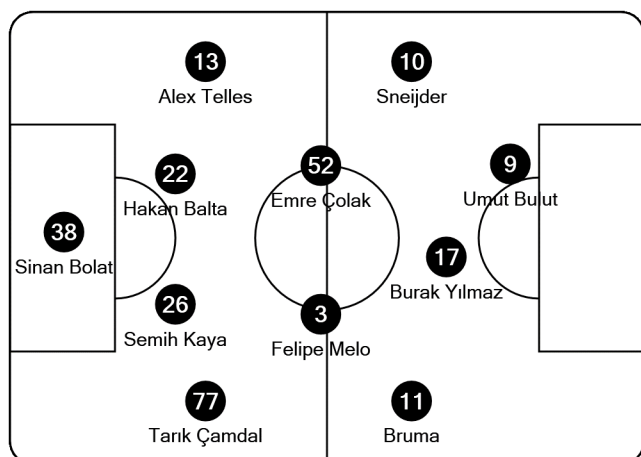 13
Alex Telles
10
Sneijder
22
Hakan Balta
52
Emre Çolak
9
Umut Bulut
38
Sinan Bolat
17
Burak Yılmaz
26
Semih Kaya
3
Felipe Melo
77
Tarık Çamdal
11
Bruma